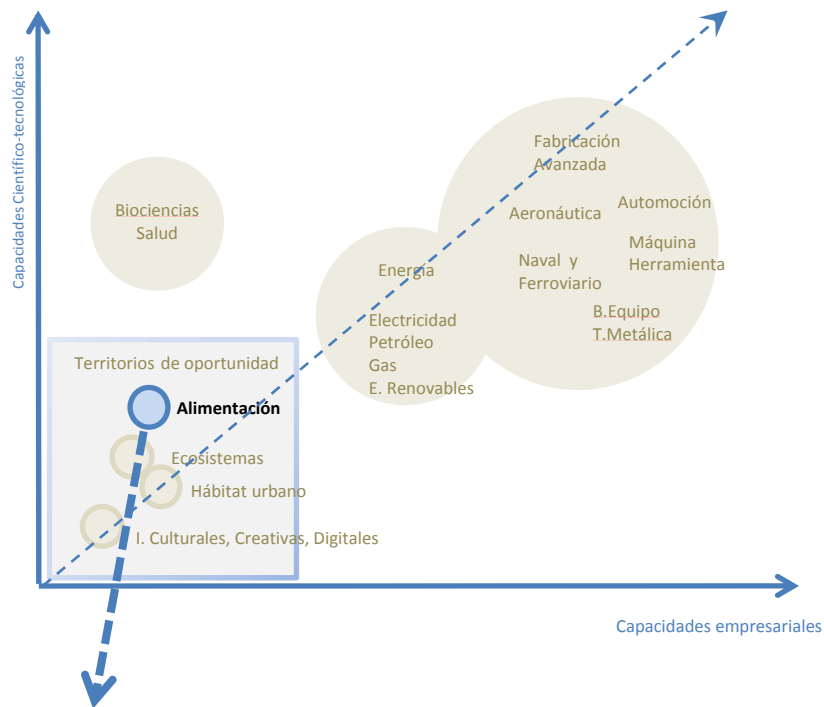 Capacidades Científico-tecnológicas
Fabricación
Avanzada
Biociencias
Salud
Aeronáutica
Automoción
Máquina
Herramienta
Naval y
Ferroviario
Energía
B.Equipo
T.Metálica
Electricidad
Petróleo
Gas
E. Renovables
Territorios de oportunidad
Alimentación
Ecosistemas
Hábitat urbano
I. Culturales, Creativas, Digitales
Capacidades empresariales